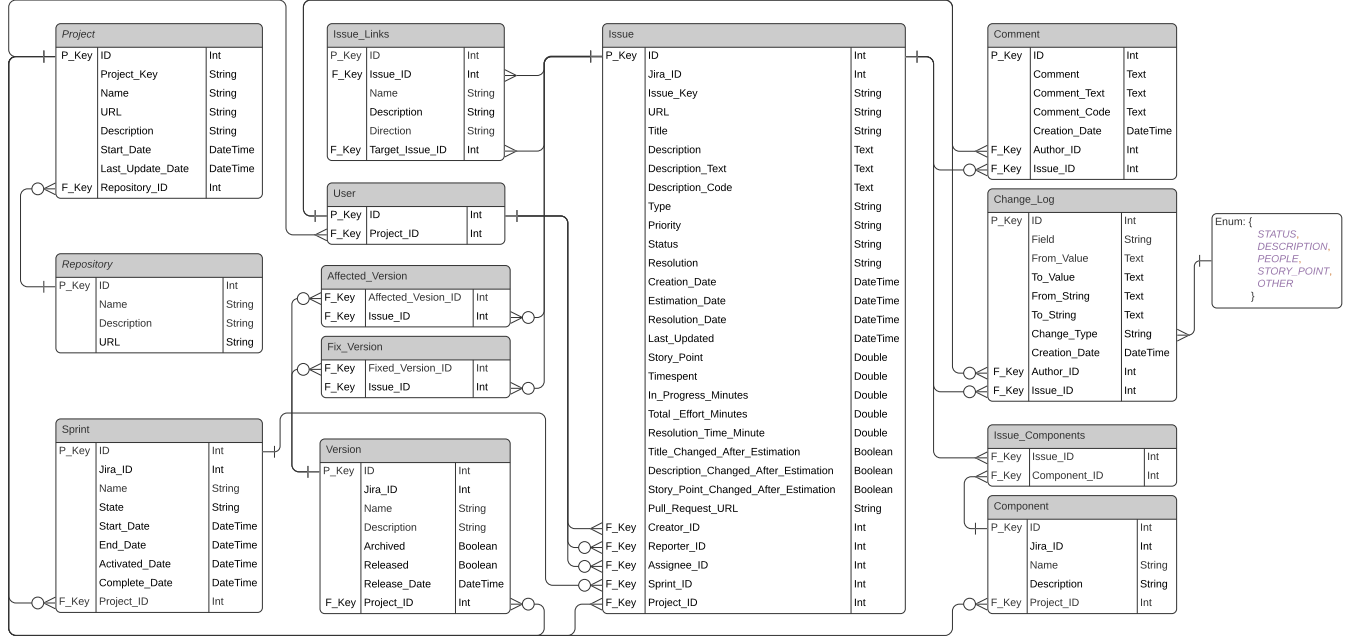 Project
P_Key ID Int
Project_Key String
Name String
URL String
Description String
Start_Date DateTime
Last_Update_Date DateTime
F_Key Repository_ID Int
Repository
P_Key ID Int
Name String
Description String
URL String
Sprint
P_Key ID Int
Jira_ID Int
Name String
State String
Start_Date DateTime
End_Date DateTime
Activated_Date DateTime
Complete_Date DateTime
F_Key Project_ID Int
Issue_Links
P_Key ID Int
F_Key Issue_ID Int
Name String
Description String
Direction String
F_Key Target_Issue_ID Int
User
P_Key ID Int
F_Key Project_ID Int
Affected_Version
F_Key Affected_Vesion_ID Int
F_Key Issue_ID Int
Fix_Version
F_Key Fixed_Version_ID Int
F_Key Issue_ID Int
Version
P_Key ID Int
Jira_ID Int
Name String
Description String
Archived Boolean
Released Boolean
Release_Date DateTime
F_Key Project_ID Int
Issue
P_Key ID Int
Jira_ID Int
Issue_Key String
URL String
Title String
Description Text
Description_Text Text
Description_Code Text
Type String
Priority String
Status String
Resolution String
Creation_Date DateTime
Estimation_Date DateTime
Resolution_Date DateTime
Last_Updated DateTime
Story_Point Double
Timespent Double
In_Progress_Minutes Double
Total _Effort_Minutes Double
Resolution_Time_Minute Double
Title_Changed_After_Estimation Boolean
Description_Changed_After_Estimation Boolean
Story_Point_Changed_After_Estimation Boolean
Pull_Request_URL String
F_Key Creator_ID Int
F_Key Reporter_ID Int
F_Key Assignee_ID Int
F_Key Sprint_ID Int
F_Key Project_ID Int
Comment
P_Key ID Int
Comment Text
Comment_Text Text
Comment_Code Text
Creation_Date DateTime
F_Key Author_ID Int
F_Key Issue_ID Int
Change_Log
P_Key ID Int
Field String
From_Value Text
To_Value Text
From_String Text
To_String Text
Change_Type String
Creation_Date DateTime
F_Key Author_ID Int
F_Key Issue_ID Int
Issue_Components
F_Key Issue_ID Int
F_Key Component_ID Int
Component
P_Key ID Int
Jira_ID Int
Name String
Description String
F_Key Project_ID Int
Enum: {
STATUS,
DESCRIPTION,
PEOPLE,
STORY_POINT,
OTHER
}